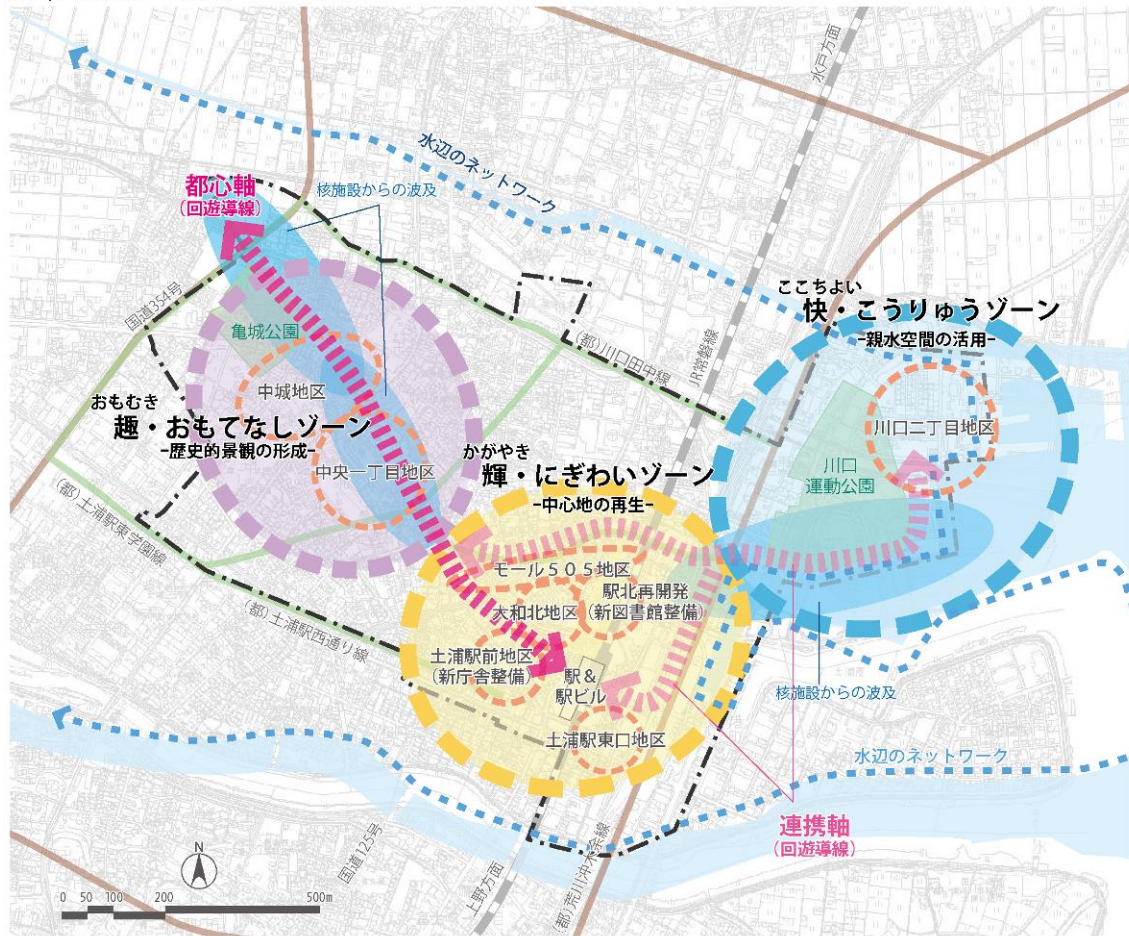 水戸方面
水辺のネットワーク
都心軸
(回遊導線)
核施設からの波及
国道354号
亀城公園
(都)川口田中線
JR常磐線
ここちよい
快・こうりゅうゾーン
-親水空間の活用-
中城地区
川口二丁目地区
おもむき
趣・おもてなしゾーン
-歴史的景観の形成-
中央一丁目地区
かがやき
輝・にぎわいゾーン
-中心地の再生-
川口
運動公園
(都)土浦駅東学園線
モール505地区
駅北再開発
(新図書館整備)
大和北地区
(都)土浦駅西通り線
土浦駅前地区
(新庁舎整備)
駅&
駅ビル
核施設からの波及
土浦駅東口地区
水辺のネットワーク
連携軸
(回遊導線)
国道125号
上野方面
(都)荒川沖木田余線
0 50 100 200 500m